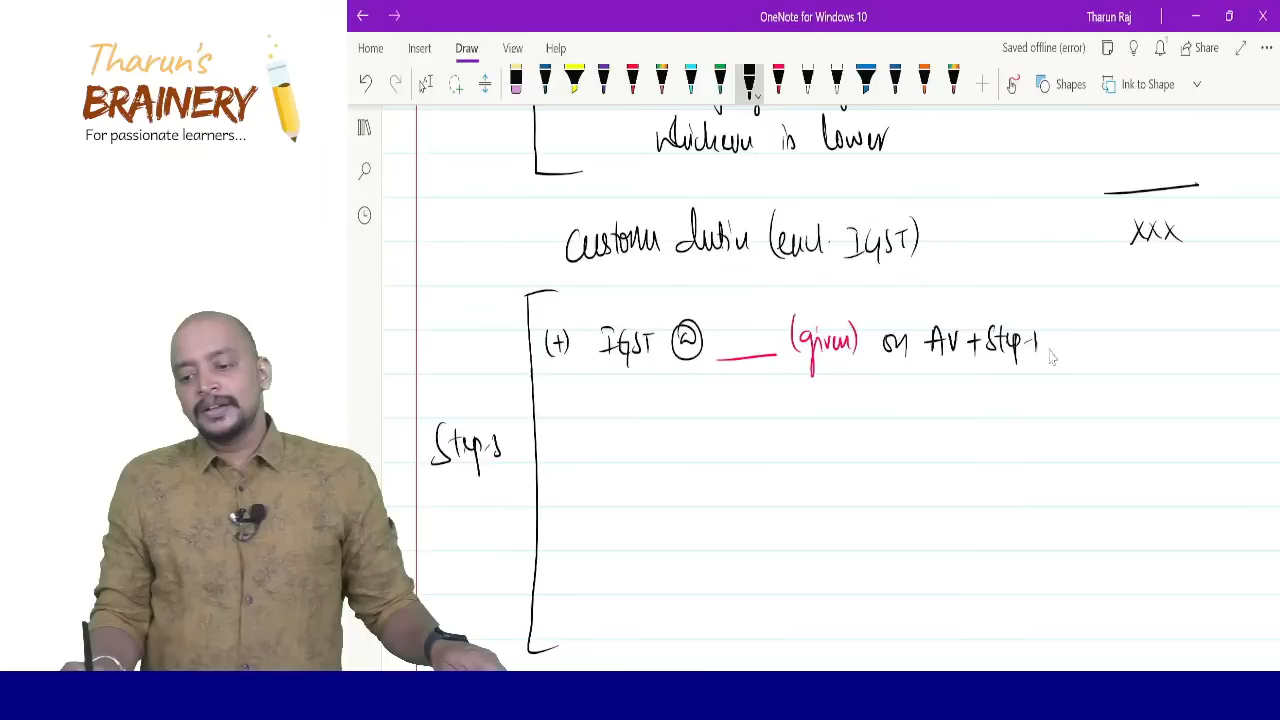 Tharun's
BRAINERY
For passionate learners...
OneNote for Windows 10
Tharun Raj
Home Insert Draw View Help
Saved offline (error)
Share
Shapes
Ink to Shape
is lower
custom duties (excl. IGST) XXX
(+) IGST @ ___ (given) on AV + Step-1